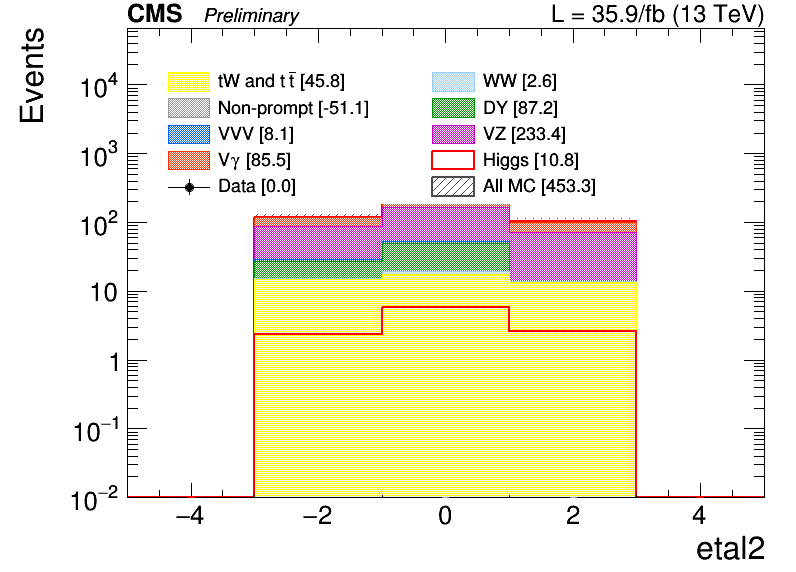 CMS Preliminary L = 35.9/fb (13 TeV)
Events
tW and tt̅ [45.8] WW [2.6]
Non-prompt [-51.1] DY [87.2]
VVV [8.1] VZ [233.4]
Vγ [85.5] Higgs [10.8]
Data [0.0] All MC [453.3]
10⁴
10³
10²
10
1
10⁻¹
10⁻²
−4 −2 0 2 4
etal2